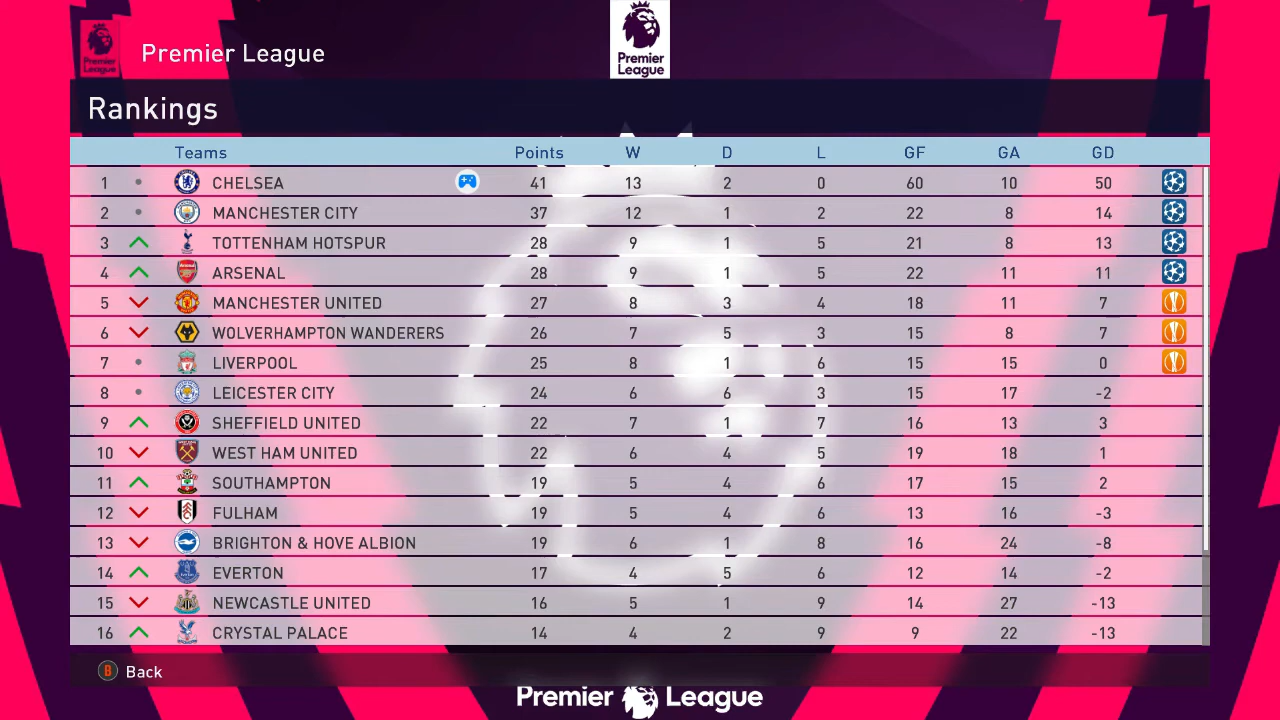 Premier League
Premier
League
Premier
League
Rankings
Teams Points W D L GF GA GD
1 CHELSEA 41 13 2 0 60 10 50
2 MANCHESTER CITY 37 12 1 2 22 8 14
3 TOTTENHAM HOTSPUR 28 9 1 5 21 8 13
4 ARSENAL 28 9 1 5 22 11 11
5 MANCHESTER UNITED 27 8 3 4 18 11 7
6 WOLVERHAMPTON WANDERERS 26 7 5 3 15 8 7
7 LIVERPOOL 25 8 1 6 15 15 0
8 LEICESTER CITY 24 6 6 3 15 17 -2
9 SHEFFIELD UNITED 22 7 1 7 16 13 3
10 WEST HAM UNITED 22 6 4 5 19 18 1
11 SOUTHAMPTON 19 5 4 6 17 15 2
12 FULHAM 19 5 4 6 13 16 -3
13 BRIGHTON & HOVE ALBION 19 6 1 8 16 24 -8
14 EVERTON 17 4 5 6 12 14 -2
15 NEWCASTLE UNITED 16 5 1 9 14 27 -13
16 CRYSTAL PALACE 14 4 2 9 9 22 -13
B Back
Premier League